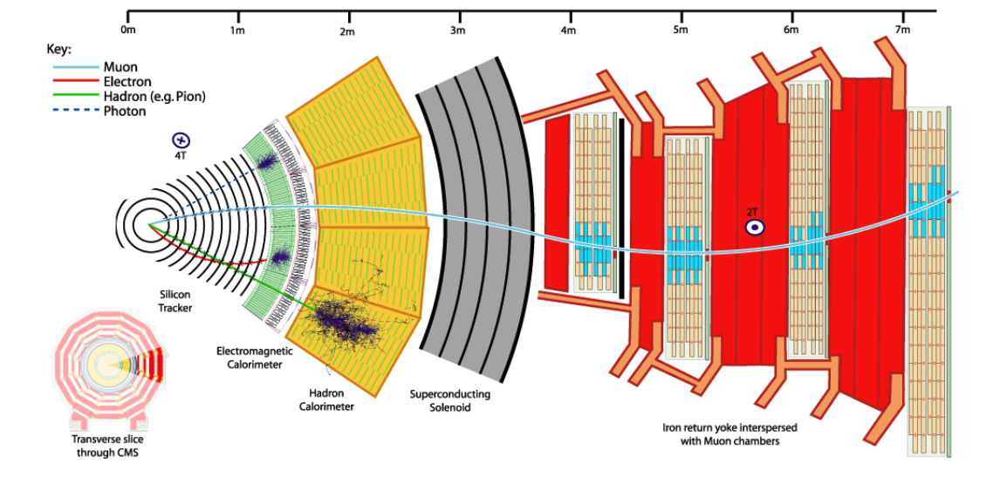 0m 1m 2m 3m 4m 5m 6m 7m
Key:
Muon
Electron
Hadron (e.g. Pion)
Photon
4T
2T
Silicon
Tracker
Electromagnetic
Calorimeter
Hadron
Calorimeter
Superconducting
Solenoid
Iron return yoke interspersed
with Muon chambers
Transverse slice
through CMS